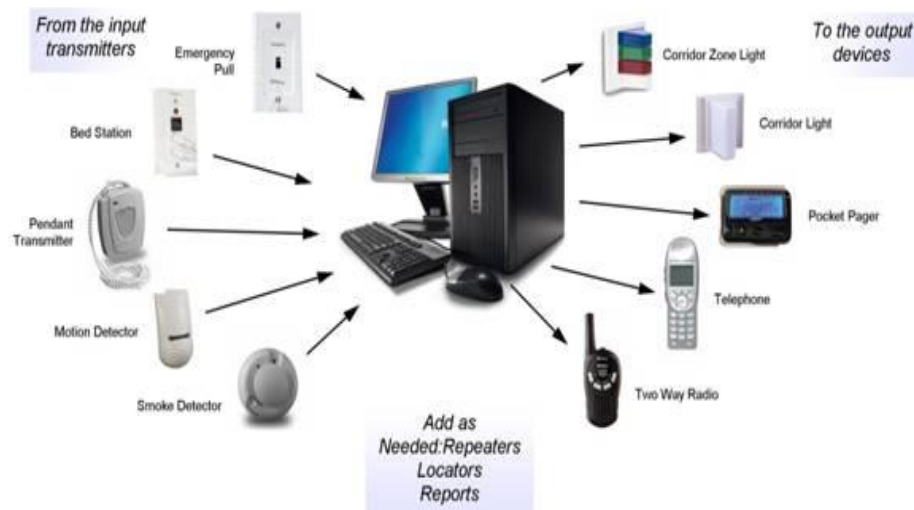 From the input
transmitters
Emergency
Pull
Bed Station
Pendant
Transmitter
Motion Detector
Smoke Detector
Add as
Needed:Repeaters
Locators
Reports
To the output
devices
Corridor Zone Light
Corridor Light
Pocket Pager
Telephone
Two Way Radio